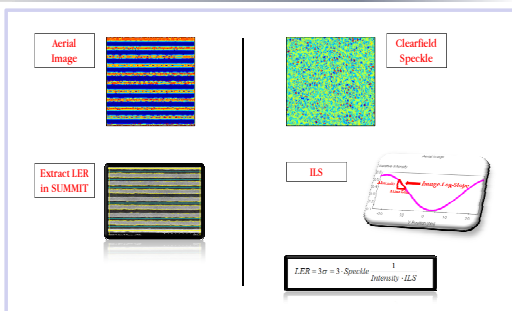 Aerial
Image
Clearfield
Speckle
Extract LER
in SUMMIT
ILS
Image-Log-Slope
LER = 3σ = 3·Speckle 1 / Intensity·ILS